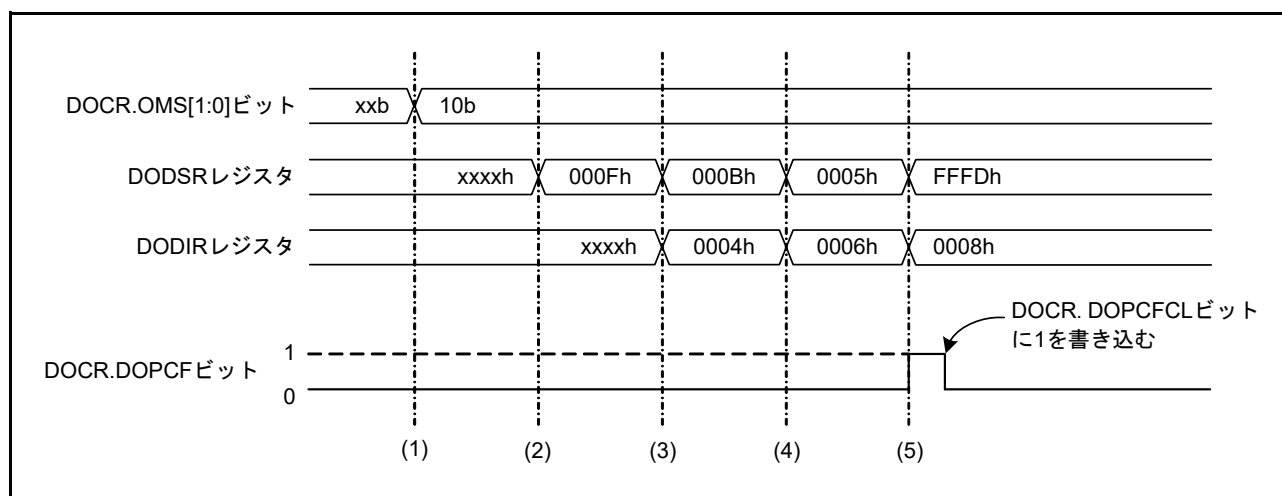 DOCR.OMS[1:0]ビット xxb 10b
DODSRレジスタ xxxxh 000Fh 000Bh 0005h FFFDh
DODIRレジスタ xxxxh 0004h 0006h 0008h
DOCR. DOPCFCLビット
に1を書き込む
DOCR.DOPCFビット
1
0
(1) (2) (3) (4) (5)